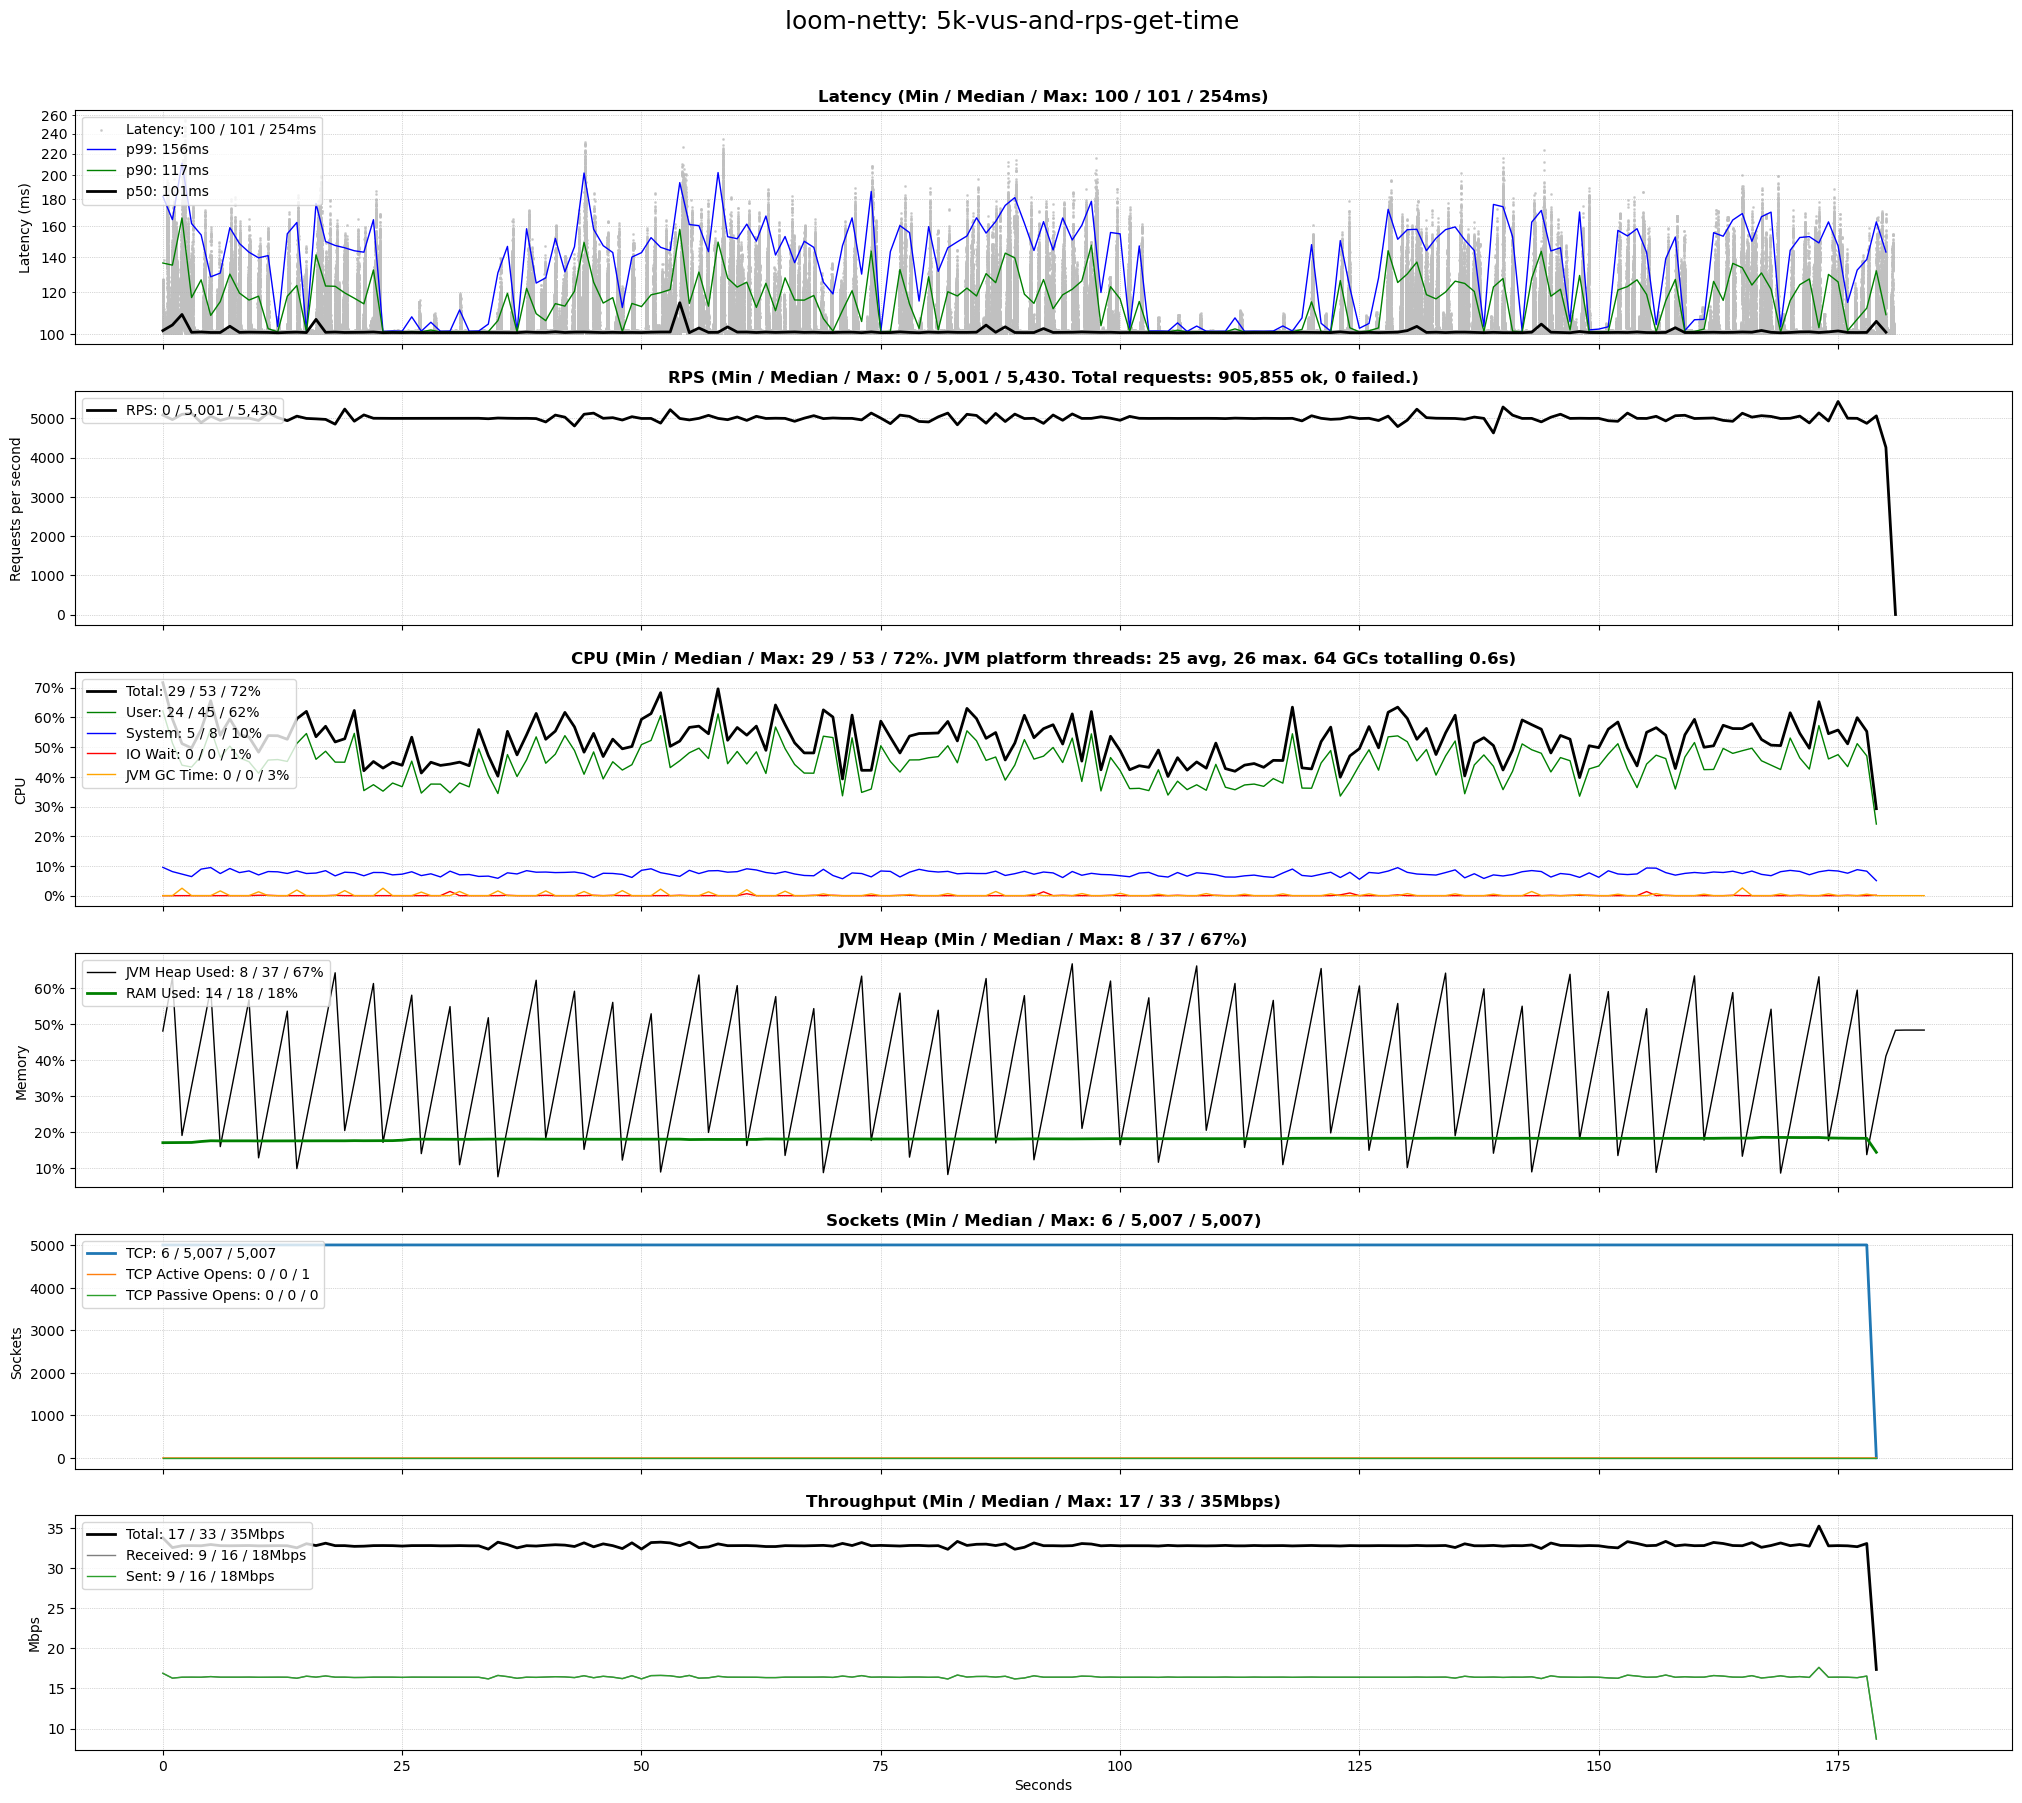 loom-netty: 5k-vus-and-rps-get-time
Latency (Min / Median / Max: 100 / 101 / 254ms)
Latency (ms)
260
240
220
200
180
160
140
120
100
Latency: 100 / 101 / 254ms
p99: 156ms
p90: 117ms
p50: 101ms
RPS (Min / Median / Max: 0 / 5,001 / 5,430. Total requests: 905,855 ok, 0 failed.)
Requests per second
5000
4000
3000
2000
1000
0
RPS: 0 / 5,001 / 5,430
CPU (Min / Median / Max: 29 / 53 / 72%. JVM platform threads: 25 avg, 26 max. 64 GCs totalling 0.6s)
CPU
70%
60%
50%
40%
30%
20%
10%
0%
Total: 29 / 53 / 72%
User: 24 / 45 / 62%
System: 5 / 8 / 10%
IO Wait: 0 / 0 / 1%
JVM GC Time: 0 / 0 / 3%
JVM Heap (Min / Median / Max: 8 / 37 / 67%)
Memory
60%
50%
40%
30%
20%
10%
JVM Heap Used: 8 / 37 / 67%
RAM Used: 14 / 18 / 18%
Sockets (Min / Median / Max: 6 / 5,007 / 5,007)
Sockets
5000
4000
3000
2000
1000
0
TCP: 6 / 5,007 / 5,007
TCP Active Opens: 0 / 0 / 1
TCP Passive Opens: 0 / 0 / 0
Throughput (Min / Median / Max: 17 / 33 / 35Mbps)
Mbps
35
30
25
20
15
10
Total: 17 / 33 / 35Mbps
Received: 9 / 16 / 18Mbps
Sent: 9 / 16 / 18Mbps
0 25 50 75 100 125 150 175
Seconds